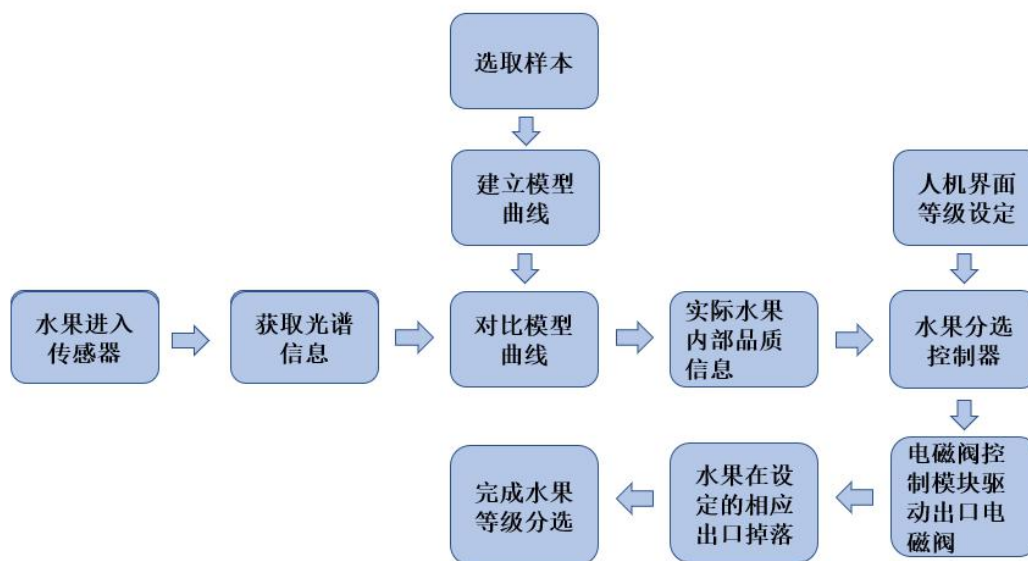 选取样本
建立模型
曲线
人机界面
等级设定
水果进入
传感器
获取光谱
信息
对比模型
曲线
实际水果
内部品质
信息
水果分选
控制器
电磁阀控
制模块驱
动出口电
磁阀
水果在设
定的相应
出口掉落
完成水果
等级分选